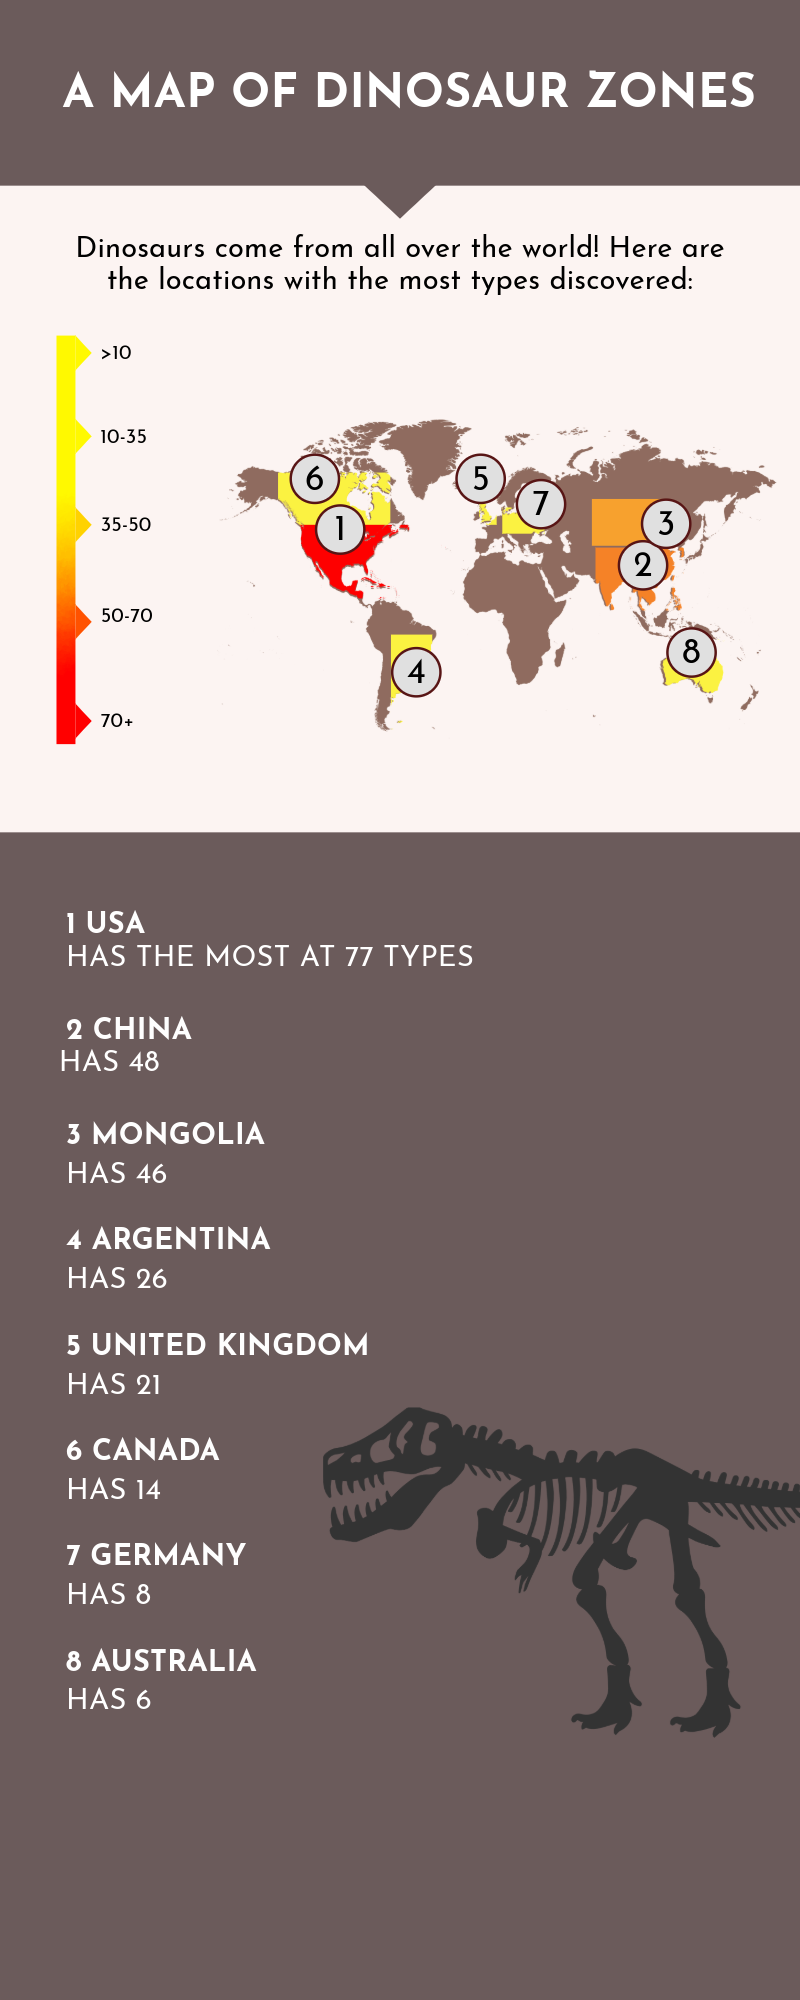 A MAP OF DINOSAUR ZONES
Dinosaurs come from all over the world! Here are
the locations with the most types discovered:
>10
10-35
35-50
50-70
70+
6
5
7
1
3
2
8
4
1 USA
HAS THE MOST AT 77 TYPES
2 CHINA
HAS 48
3 MONGOLIA
HAS 46
4 ARGENTINA
HAS 26
5 UNITED KINGDOM
HAS 21
6 CANADA
HAS 14
7 GERMANY
HAS 8
8 AUSTRALIA
HAS 6